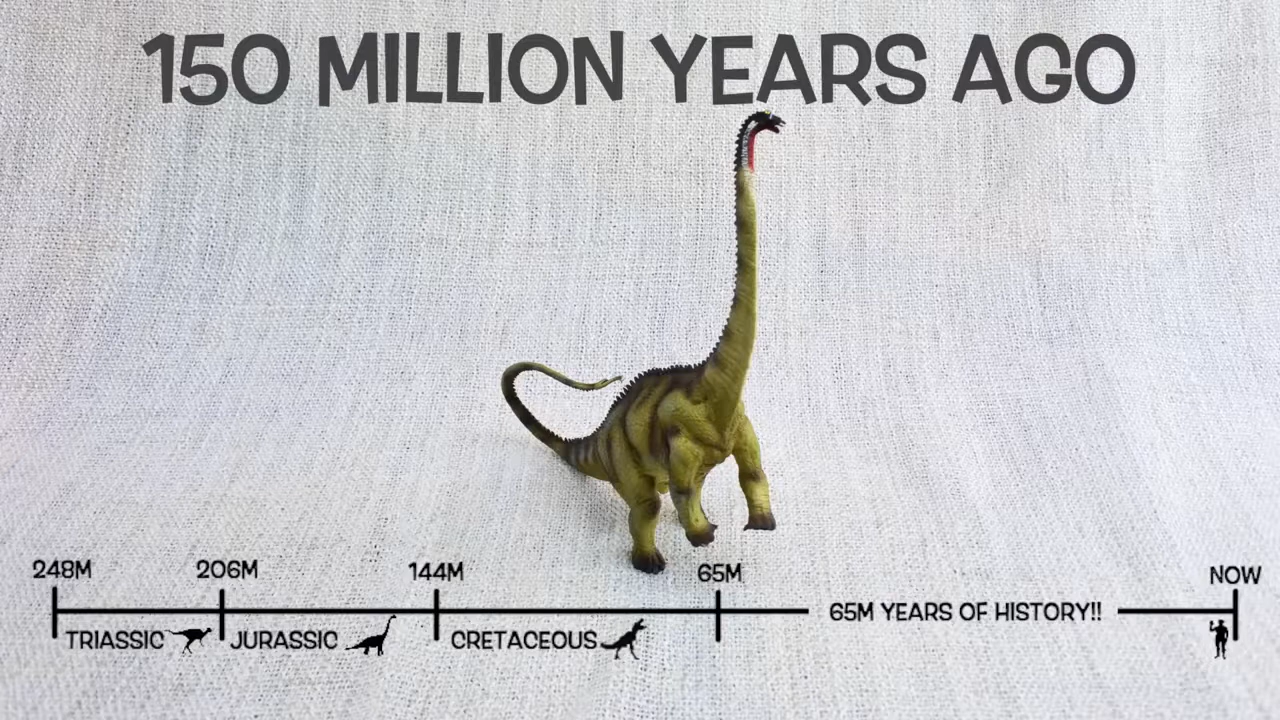 150 MILLION YEARS AGO
248M 206M 144M 65M NOW
65M YEARS OF HISTORY!!
TRIASSIC JURASSIC CRETACEOUS